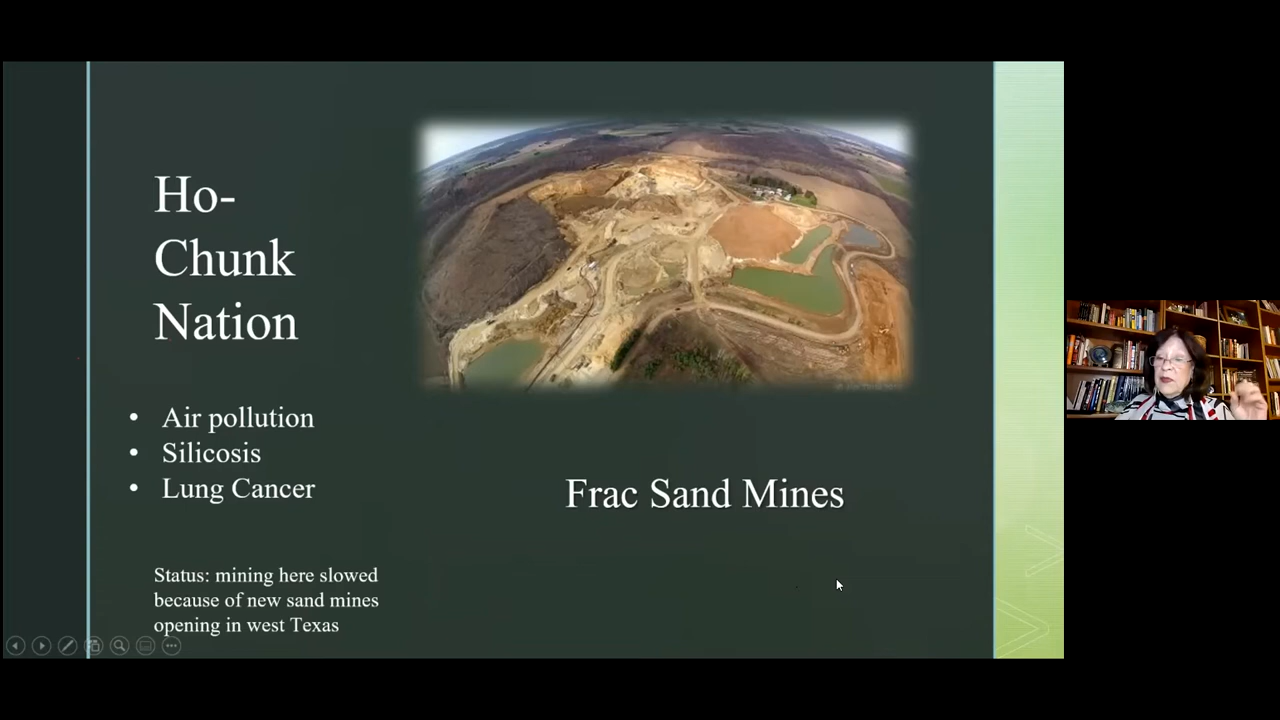 Ho-
Chunk
Nation
• Air pollution
• Silicosis
• Lung Cancer
Frac Sand Mines
Status: mining here slowed
because of new sand mines
opening in west Texas